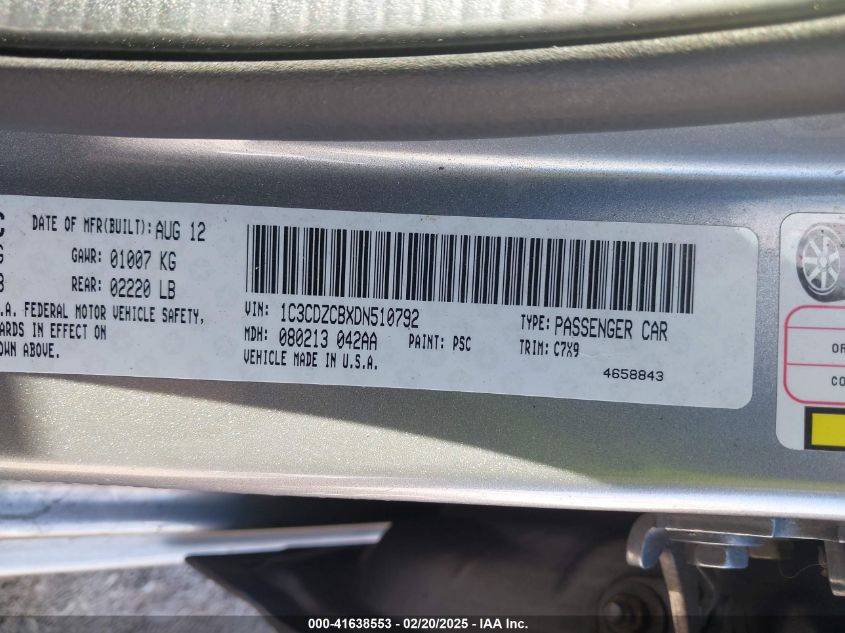 C
DATE OF MFR(BUILT): AUG 12
G
GAWR: 01007 KG
B
REAR: 02220 LB
.A. FEDERAL MOTOR VEHICLE SAFETY,
ARDS IN EFFECT ON
OWN ABOVE.
VIN: 1C3CDZCBXDN510792
TYPE: PASSENGER CAR
MDH: 080213 042AA
PAINT: PSC
TRIM: C7X9
VEHICLE MADE IN U.S.A.
4658843
OR
CO
000-41638553 - 02/20/2025 - IAA Inc.